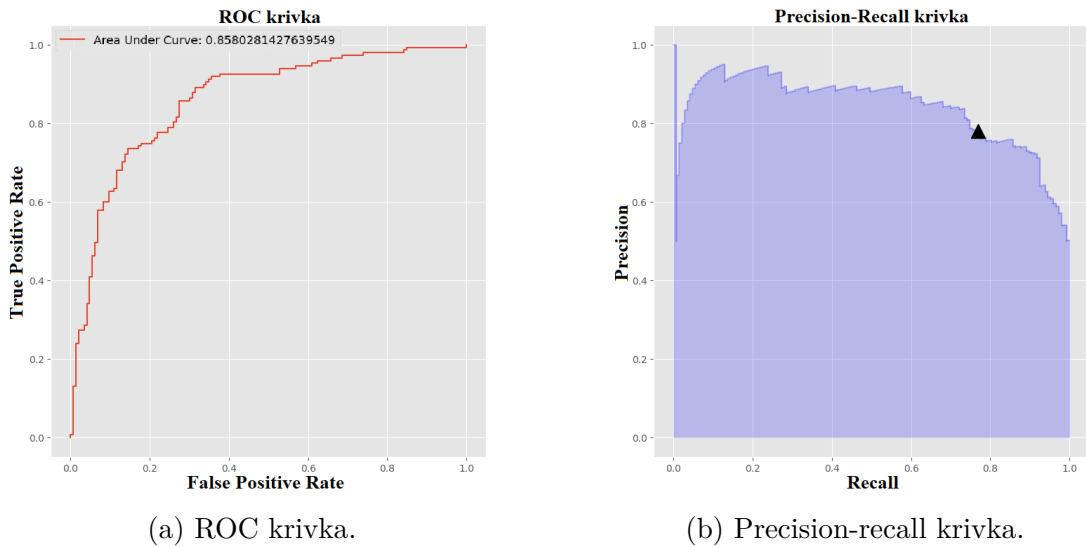 ROC krivka
Area Under Curve: 0.8580281427639549
1.0
0.8
0.6
0.4
0.2
0.0
True Positive Rate
0.0 0.2 0.4 0.6 0.8 1.0
False Positive Rate
(a) ROC krivka.
Precision-Recall krivka
1.0
0.8
0.6
0.4
0.2
0.0
Precision
0.0 0.2 0.4 0.6 0.8 1.0
Recall
(b) Precision-recall krivka.